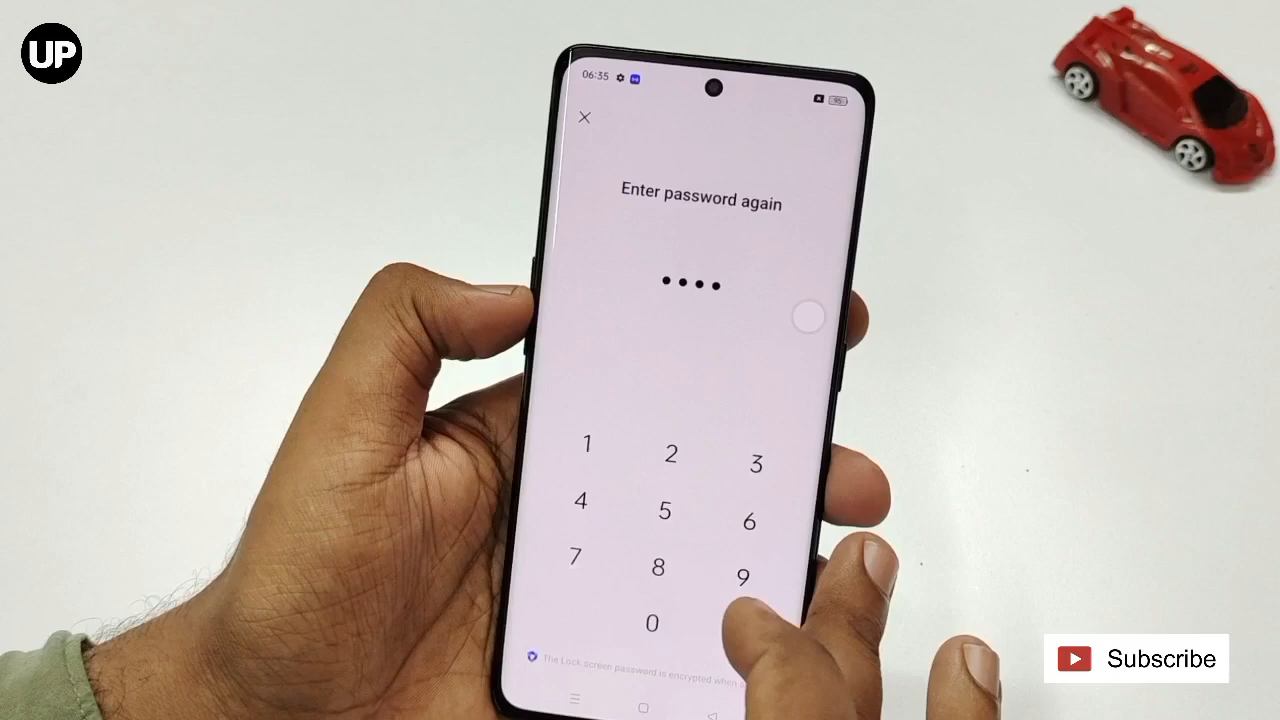 UP
06:35
Enter password again
1 2 3
4 5 6
7 8 9
0
The Lock screen password is encrypted when
Subscribe